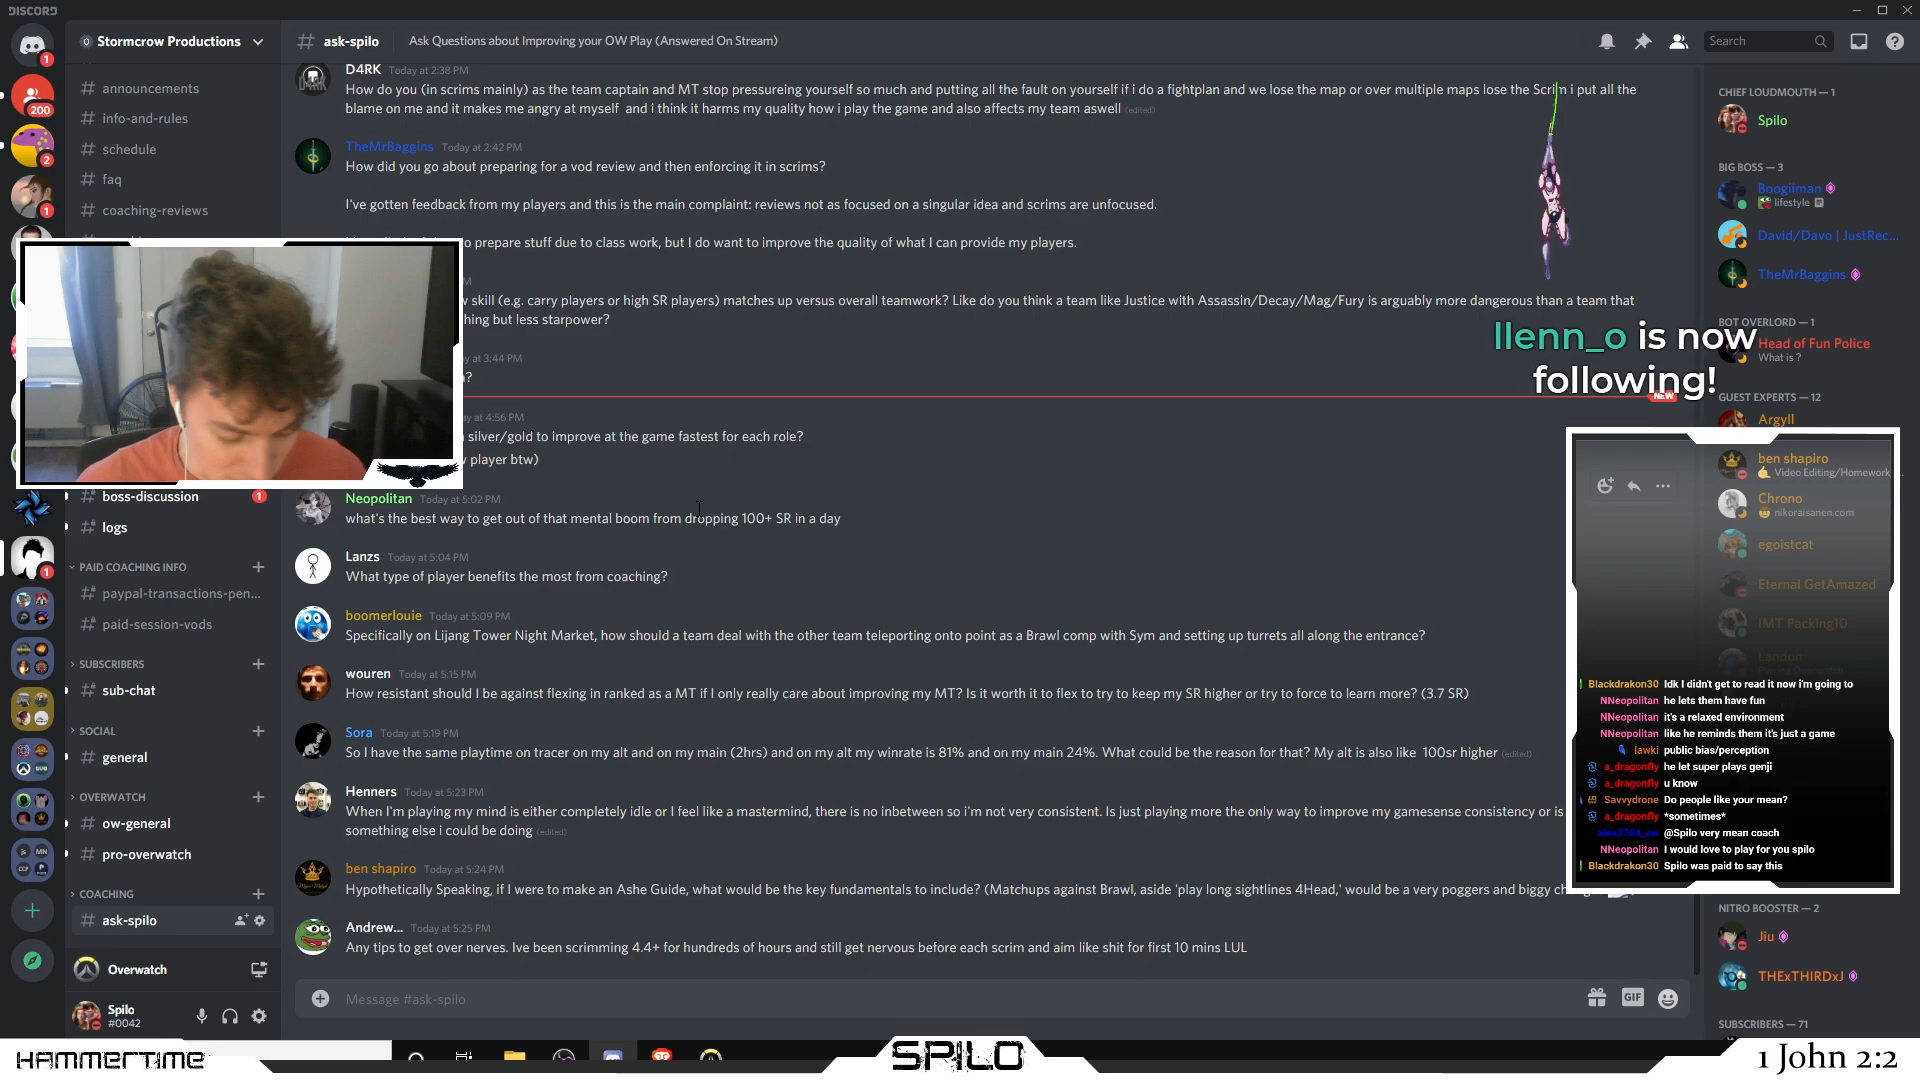 DISCORD
Stormcrow Productions
ask-spilo
Ask Questions about Improving your OW Play (Answered On Stream)
Search
1
200
2
1
1
announcements
info-and-rules
schedule
faq
coaching-reviews
boss-discussion
1
logs
PAID COACHING INFO
paypal-transactions-pen...
paid-session-vods
SUBSCRIBERS
sub-chat
SOCIAL
general
OVERWATCH
ow-general
pro-overwatch
COACHING
ask-spilo
Overwatch
Spilo
#0042
D4RK Today at 2:38 PM
How do you (in scrims mainly) as the team captain and MT stop pressureing yourself so much and putting all the fault on yourself if i do a fightplan and we lose the map or over multiple maps lose the Scrim i put all the
blame on me and it makes me angry at myself and i think it harms my quality how i play the game and also affects my team aswell (edited)
TheMrBaggins Today at 2:42 PM
How did you go about preparing for a vod review and then enforcing it in scrims?
I've gotten feedback from my players and this is the main complaint: reviews not as focused on a singular idea and scrims are unfocused.
o prepare stuff due to class work, but I do want to improve the quality of what I can provide my players.
M
skill (e.g. carry players or high SR players) matches up versus overall teamwork? Like do you think a team like Justice with Assassin/Decay/Mag/Fury is arguably more dangerous than a team that
hing but less starpower?
y at 3:44 PM
?
NEW
y at 4:56 PM
silver/gold to improve at the game fastest for each role?
player btw)
Neopolitan Today at 5:02 PM
what's the best way to get out of that mental boom from dropping 100+ SR in a day
Lanzs Today at 5:04 PM
What type of player benefits the most from coaching?
boomerlouie Today at 5:09 PM
Specifically on Lijang Tower Night Market, how should a team deal with the other team teleporting onto point as a Brawl comp with Sym and setting up turrets all along the entrance?
wouren Today at 5:15 PM
How resistant should I be against flexing in ranked as a MT if I only really care about improving my MT? Is it worth it to flex to try to keep my SR higher or try to force to learn more? (3.7 SR)
Sora Today at 5:19 PM
So I have the same playtime on tracer on my alt and on my main (2hrs) and on my alt my winrate is 81% and on my main 24%. What could be the reason for that? My alt is also like 100sr higher (edited)
Henners Today at 5:23 PM
When I'm playing my mind is either completely idle or I feel like a mastermind, there is no inbetween so i'm not very consistent. Is just playing more the only way to improve my gamesense consistency or is
something else i could be doing (edited)
ben shapiro Today at 5:24 PM
Hypothetically Speaking, if I were to make an Ashe Guide, what would be the key fundamentals to include? (Matchups against Brawl, aside 'play long sightlines 4Head,' would be a very poggers and biggy ch
Andrew... Today at 5:25 PM
Any tips to get over nerves. Ive been scrimming 4.4+ for hundreds of hours and still get nervous before each scrim and aim like shit for first 10 mins LUL
Message #ask-spilo
GIF
llenn_o is now
following!
CHIEF LOUDMOUTH — 1
Spilo
BIG BOSS — 3
Boogiiman
lifestyle
David/Davo | JustRec...
TheMrBaggins
BOT OVERLORD — 1
Head of Fun Police
What is ?
GUEST EXPERTS — 12
Argyll
ben shapiro
Video Editing/Homework
Chrono
nikoraisanen.com
egoistcat
Eternal GetAmazed
IMT Packing10
Landon
Blackdrakon30 Idk I didn't get to read it now i'm going to
NNeopolitan he lets them have fun
NNeopolitan it's a relaxed environment
NNeopolitan like he reminds them it's just a game
lawki public bias/perception
a_dragonfly he let super plays genji
a_dragonfly u know
Savvydrone Do people like your mean?
a_dragonfly *sometimes*
@Spilo very mean coach
NNeopolitan I would love to play for you spilo
Blackdrakon30 Spilo was paid to say this
NITRO BOOSTER — 2
Jiu
THExTHIRDxJ
SUBSCRIBERS — 71
HAMMERTIME
SPILO
1 John 2:2